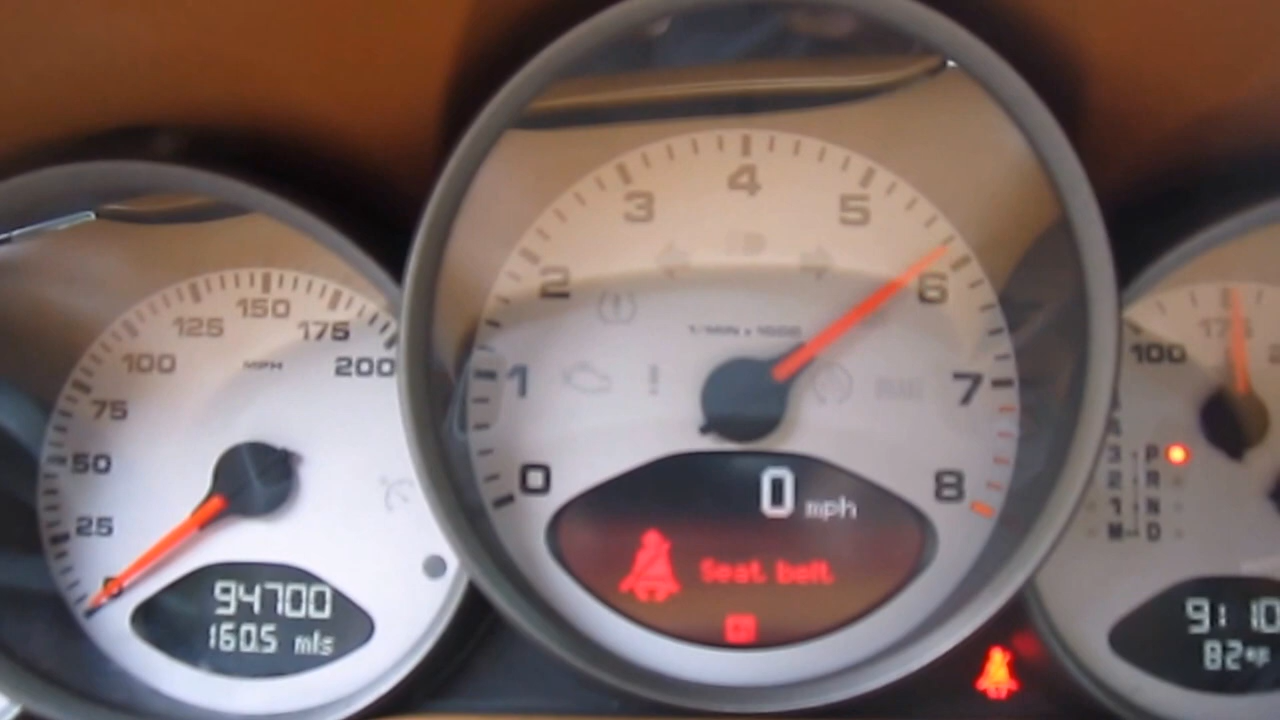 0
25
50
75
100
125
150
175
200
MPH
94700
160.5 mls
0
1
2
3
4
5
6
7
8
1/MIN x 1000
0 mph
Seat belt
100
175
P
3 R
2 N
1 D
M
9:10
82°F